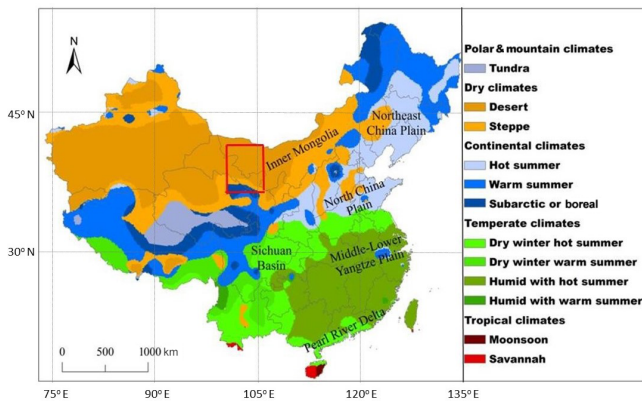 N
45°N
30°N
75°E
90°E
105°E
120°E
135°E
0
500
1000 km
Northeast
China Plain
Inner Mongolia
North China
Plain
Sichuan
Basin
Middle-Lower
Yangtze Plain
Pearl River Delta
Polar & mountain climates
Tundra
Dry climates
Desert
Steppe
Continental climates
Hot summer
Warm summer
Subarctic or boreal
Temperate climates
Dry winter hot summer
Dry winter warm summer
Humid with hot summer
Humid with warm summer
Tropical climates
Moonsoon
Savannah